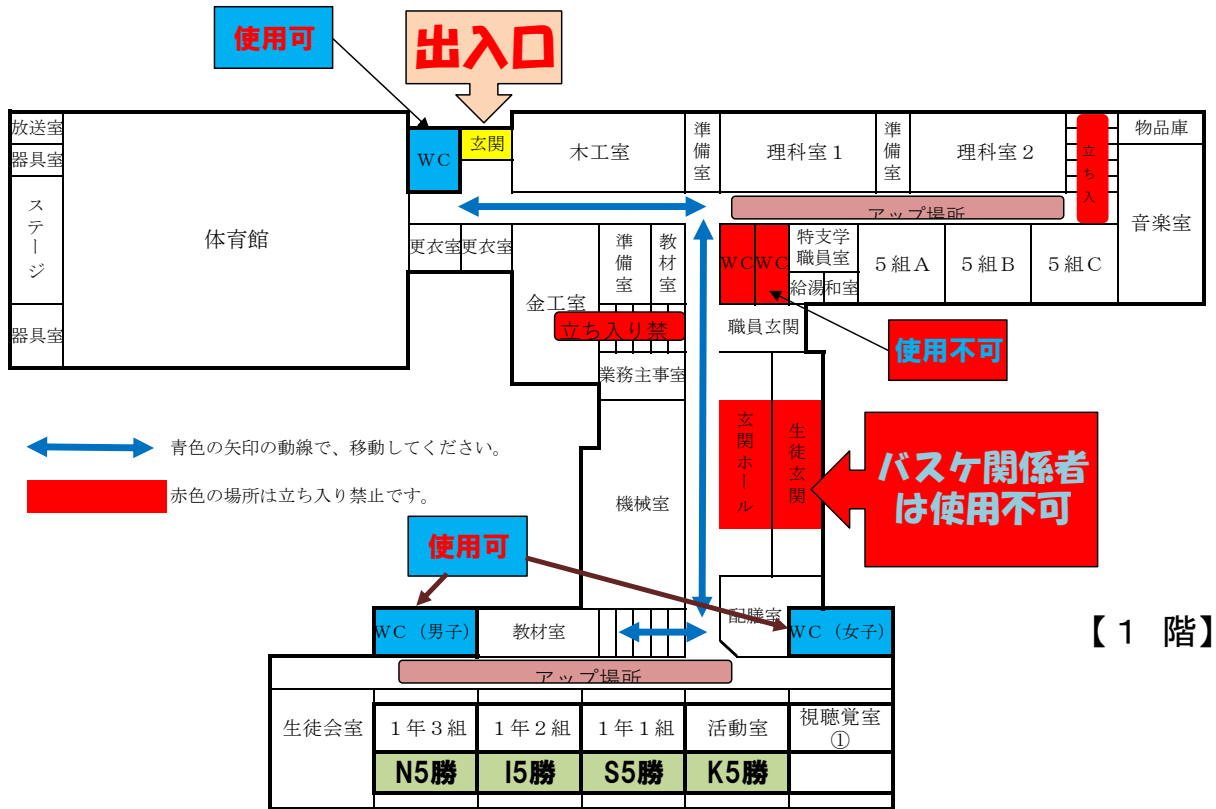 使用可
出入口
放送室
器具室
ステージ
器具室
体育館
WC
玄関
木工室
準備室
理科室1
準備室
理科室2
立ち入
物品庫
音楽室
アップ場所
更衣室
更衣室
金工室
準備室
教材室
WC
WC
特支学
職員室
給湯
和室
5組A
5組B
5組C
立ち入り禁
職員玄関
使用不可
業務主事室
玄関ホール
生徒玄関
バスケ関係者
は使用不可
青色の矢印の動線で、移動してください。
赤色の場所は立ち入り禁止です。
機械室
使用可
WC(男子)
教材室
配膳室
WC(女子)
【1 階】
アップ場所
生徒会室
1年3組
1年2組
1年1組
活動室
視聴覚室
①
N5勝
I5勝
S5勝
K5勝